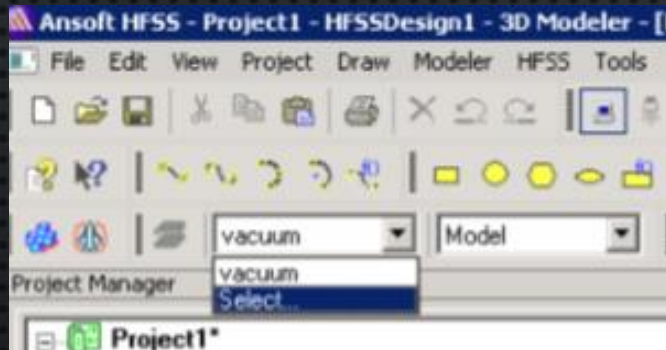 Ansoft HFSS - Project1 - HFSSDesign1 - 3D Modeler - [
File Edit View Project Draw Modeler HFSS Tools
vacuum Model
vacuum
Project Manager
Select...
Project1*